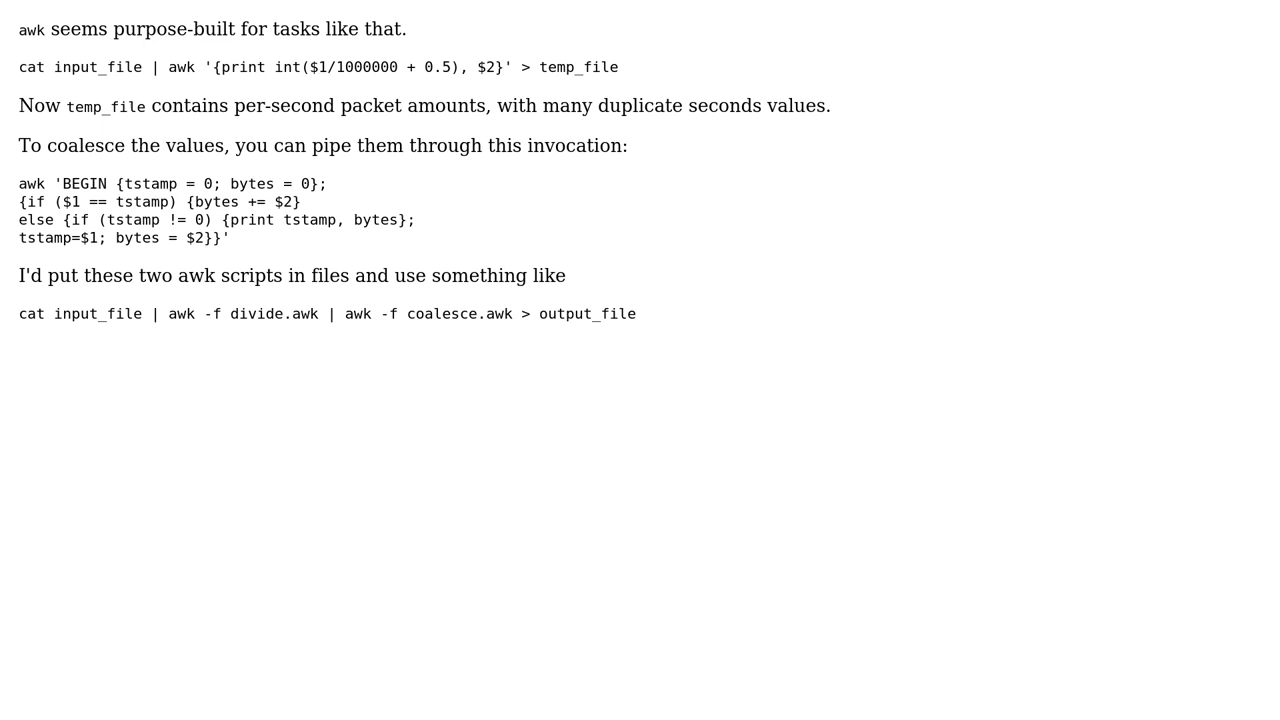 awk seems purpose-built for tasks like that.
cat input_file | awk '{print int($1/1000000 + 0.5), $2}' > temp_file
Now temp_file contains per-second packet amounts, with many duplicate seconds values.
To coalesce the values, you can pipe them through this invocation:
awk 'BEGIN {tstamp = 0; bytes = 0};
{if ($1 == tstamp) {bytes += $2}
else {if (tstamp != 0) {print tstamp, bytes};
tstamp=$1; bytes = $2}}'
I'd put these two awk scripts in files and use something like
cat input_file | awk -f divide.awk | awk -f coalesce.awk > output_file